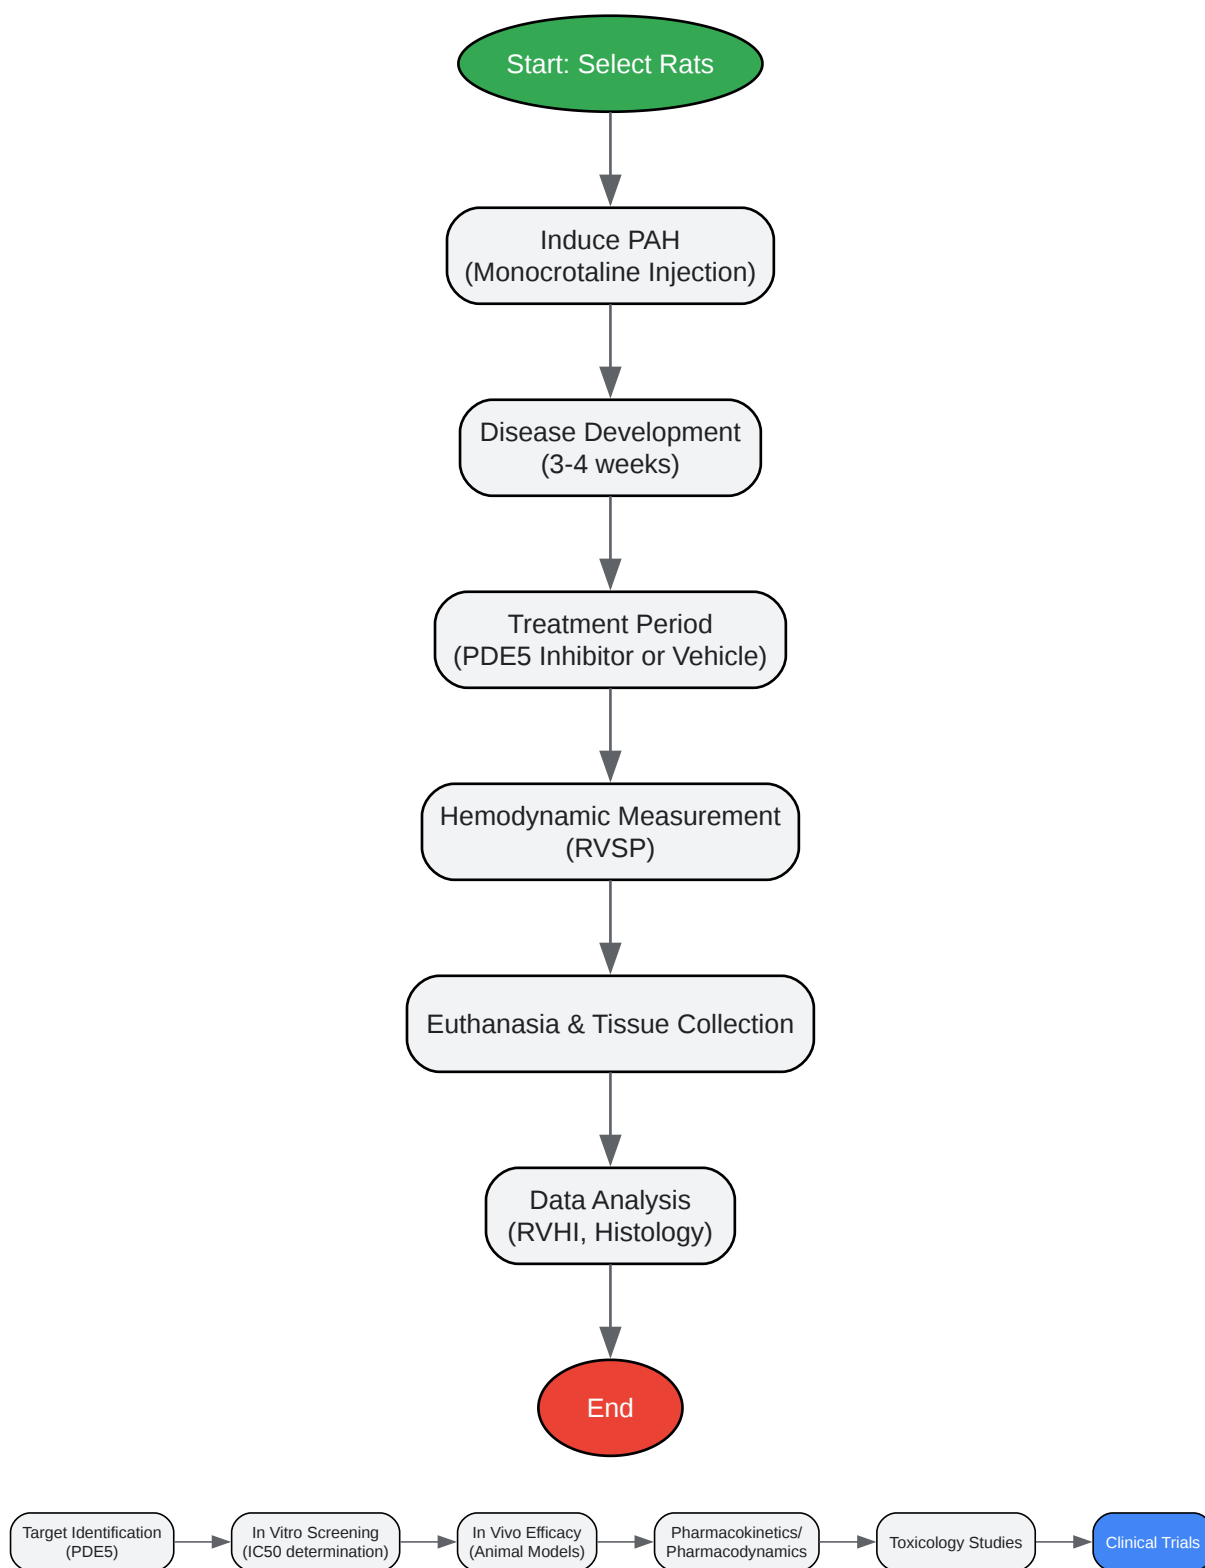 Start: Select Rats
Induce PAH
(Monocrotaline Injection)
Disease Development
(3-4 weeks)
Treatment Period
(PDE5 Inhibitor or Vehicle)
Hemodynamic Measurement
(RVSP)
Euthanasia & Tissue Collection
Data Analysis
(RVHI, Histology)
End
Target Identification
(PDE5)
In Vitro Screening
(IC50 determination)
In Vivo Efficacy
(Animal Models)
Pharmacokinetics/
Pharmacodynamics
Toxicology Studies
Clinical Trials